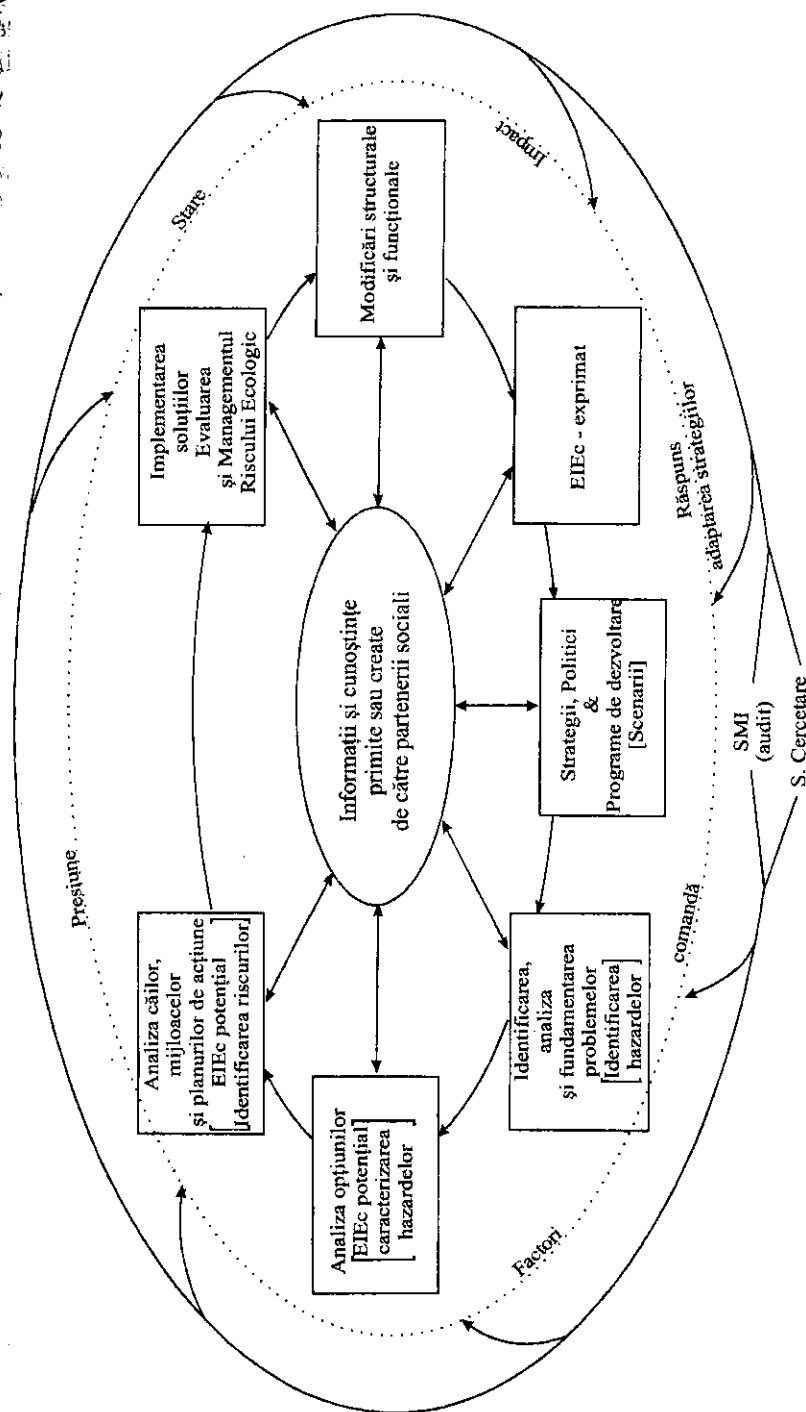 Presiune
Stare
Analiza căilor,
mijloacelor
și planurilor de acțiune
[EIEc potențial]
[Identificarea riscurilor]
Implementarea
soluțiilor
Evaluarea
și Managementul
Riscului Ecologic
Analiza opțiunilor
[EIEc potențial]
caracterizarea
[hazardelor]
Informații și cunoștințe
primite sau create
de către partenerii sociali
Modificări structurale
și funcționale
Identificarea,
analiza
și fundamentarea
problemelor
[Identificarea]
[hazardelor]
Strategii, Politici
&
Programe de dezvoltare
[Scenarii]
EIEc - exprimat
Factori
comandă
Răspuns
adaptarea strategiilor
Impact
SMI
(audit)
S. Cercetare